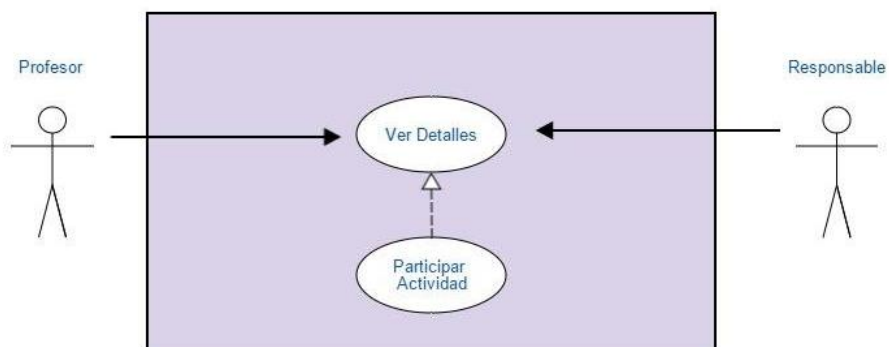 Profesor
Responsable
Ver Detalles
Participar
Actividad